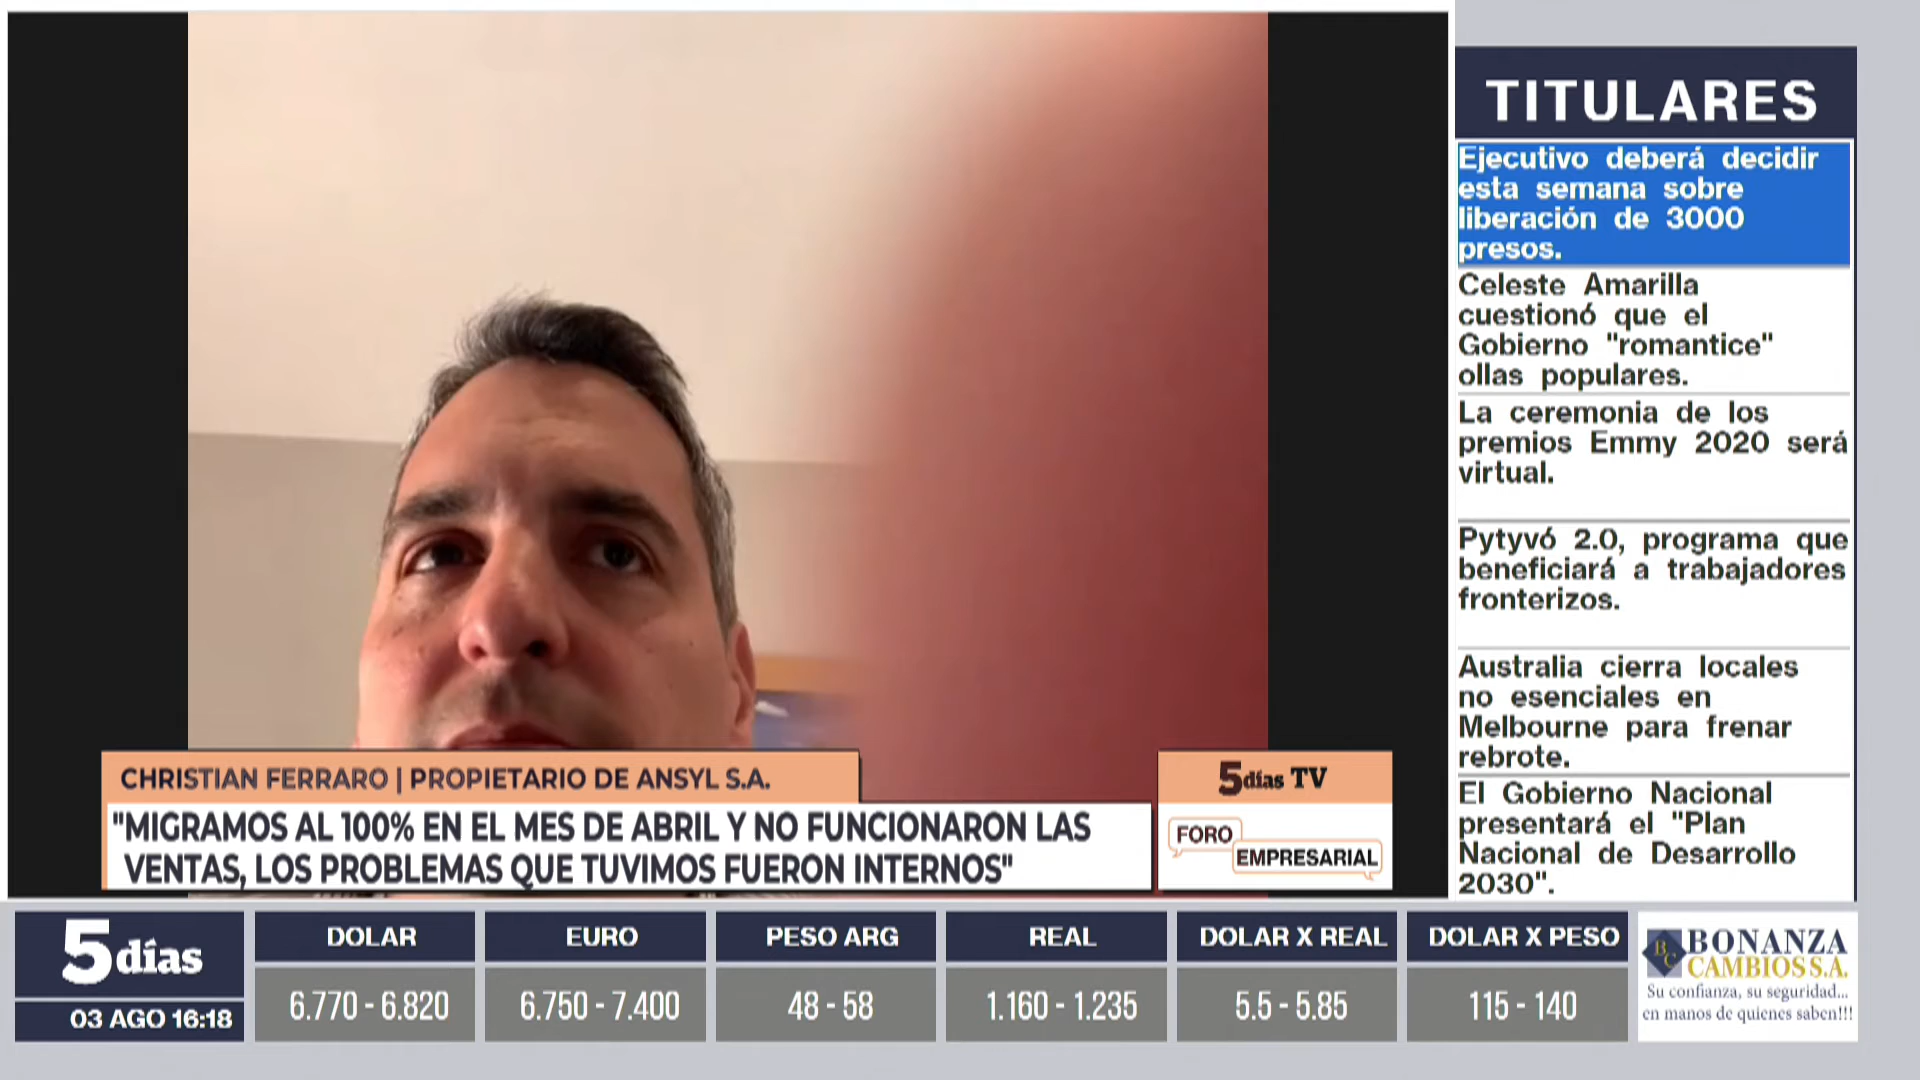 TITULARES
Ejecutivo deberá decidir
esta semana sobre
liberación de 3000
presos.
Celeste Amarilla
cuestionó que el
Gobierno "romantice"
ollas populares.
La ceremonia de los
premios Emmy 2020 será
virtual.
Pytyvó 2.0, programa que
beneficiará a trabajadores
fronterizos.
Australia cierra locales
no esenciales en
Melbourne para frenar
rebrote.
El Gobierno Nacional
presentará el "Plan
Nacional de Desarrollo
2030".
CHRISTIAN FERRARO | PROPIETARIO DE ANSYL S.A.
"MIGRAMOS AL 100% EN EL MES DE ABRIL Y NO FUNCIONARON LAS
VENTAS, LOS PROBLEMAS QUE TUVIMOS FUERON INTERNOS"
5días TV
FORO
EMPRESARIAL
5días
03 AGO 16:18
DOLAR
6.770 - 6.820
EURO
6.750 - 7.400
PESO ARG
48 - 58
REAL
1.160 - 1.235
DOLAR X REAL
5.5 - 5.85
DOLAR X PESO
115 - 140
BC
BONANZA
CAMBIOS S.A.
Su confianza, su seguridad...
en manos de quienes saben!!!